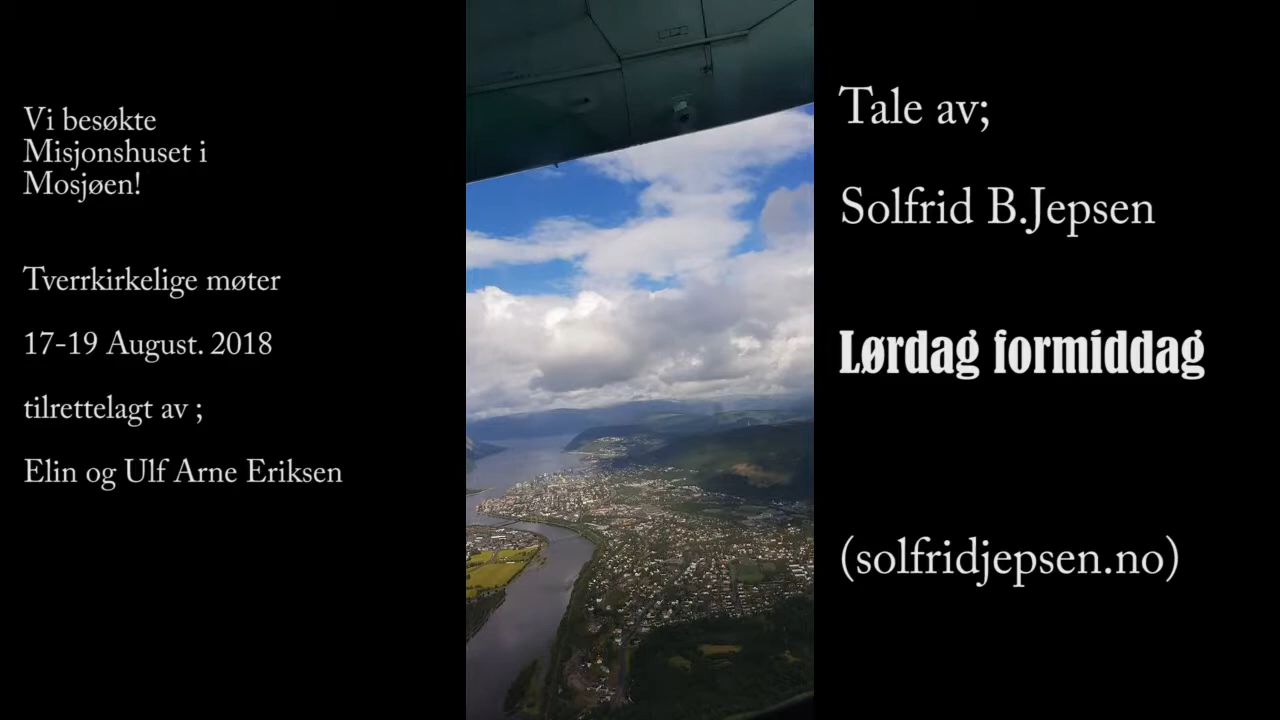 Vi besøkte
Misjonshuset i
Mosjøen!
Tverrkirkelige møter
17-19 August. 2018
tilrettelagt av ;
Elin og Ulf Arne Eriksen
Tale av;
Solfrid B.Jepsen
Lørdag formiddag
(solfridjepsen.no)